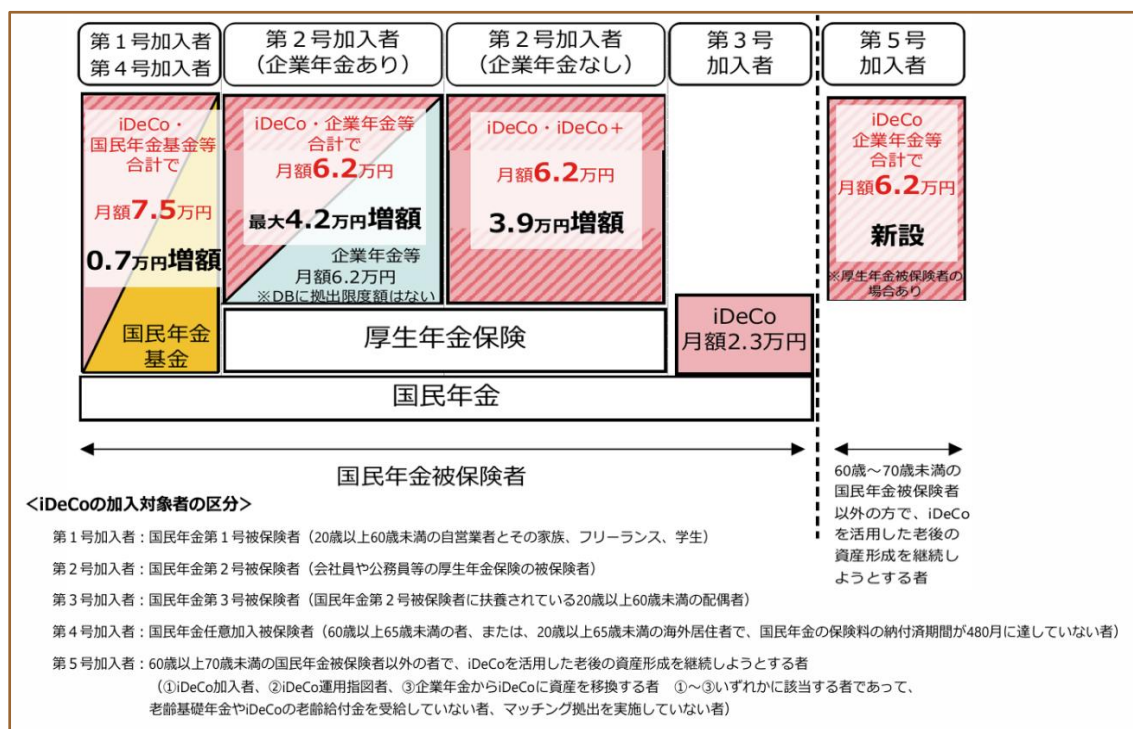 第１号加入者
第４号加入者
第２号加入者
（企業年金あり）
第２号加入者
（企業年金なし）
第３号
加入者
第５号
加入者
iDeCo・
国民年金基金等
合計で
月額7.5万円
0.7万円増額
国民年金
基金
iDeCo・企業年金等
合計で
月額6.2万円
最大4.2万円増額
企業年金等
月額6.2万円
※DBに拠出限度額はない
iDeCo・iDeCo＋
月額6.2万円
3.9万円増額
厚生年金保険
iDeCo
月額2.3万円
iDeCo
企業年金等
合計で
月額6.2万円
新設
※厚生年金被保険者の
場合あり
国民年金
国民年金被保険者
60歳～70歳未満の
国民年金被保険者
以外の方で、iDeCo
を活用した老後の
資産形成を継続し
ようとする者
＜iDeCoの加入対象者の区分＞
第１号加入者：国民年金第１号被保険者（20歳以上60歳未満の自営業者とその家族、フリーランス、学生）
第２号加入者：国民年金第２号被保険者（会社員や公務員等の厚生年金保険の被保険者）
第３号加入者：国民年金第３号被保険者（国民年金第２号被保険者に扶養されている20歳以上60歳未満の配偶者）
第４号加入者：国民年金任意加入被保険者（60歳以上65歳未満の者、または、20歳以上65歳未満の海外居住者で、国民年金の保険料の納付済期間が480月に達していない者）
第５号加入者：60歳以上70歳未満の国民年金被保険者以外の者で、iDeCoを活用した老後の資産形成を継続しようとする者
（①iDeCo加入者、②iDeCo運用指図者、③企業年金からiDeCoに資産を移換する者　①～③いずれかに該当する者であって、
老齢基礎年金やiDeCoの老齢給付金を受給していない者、マッチング拠出を実施していない者）